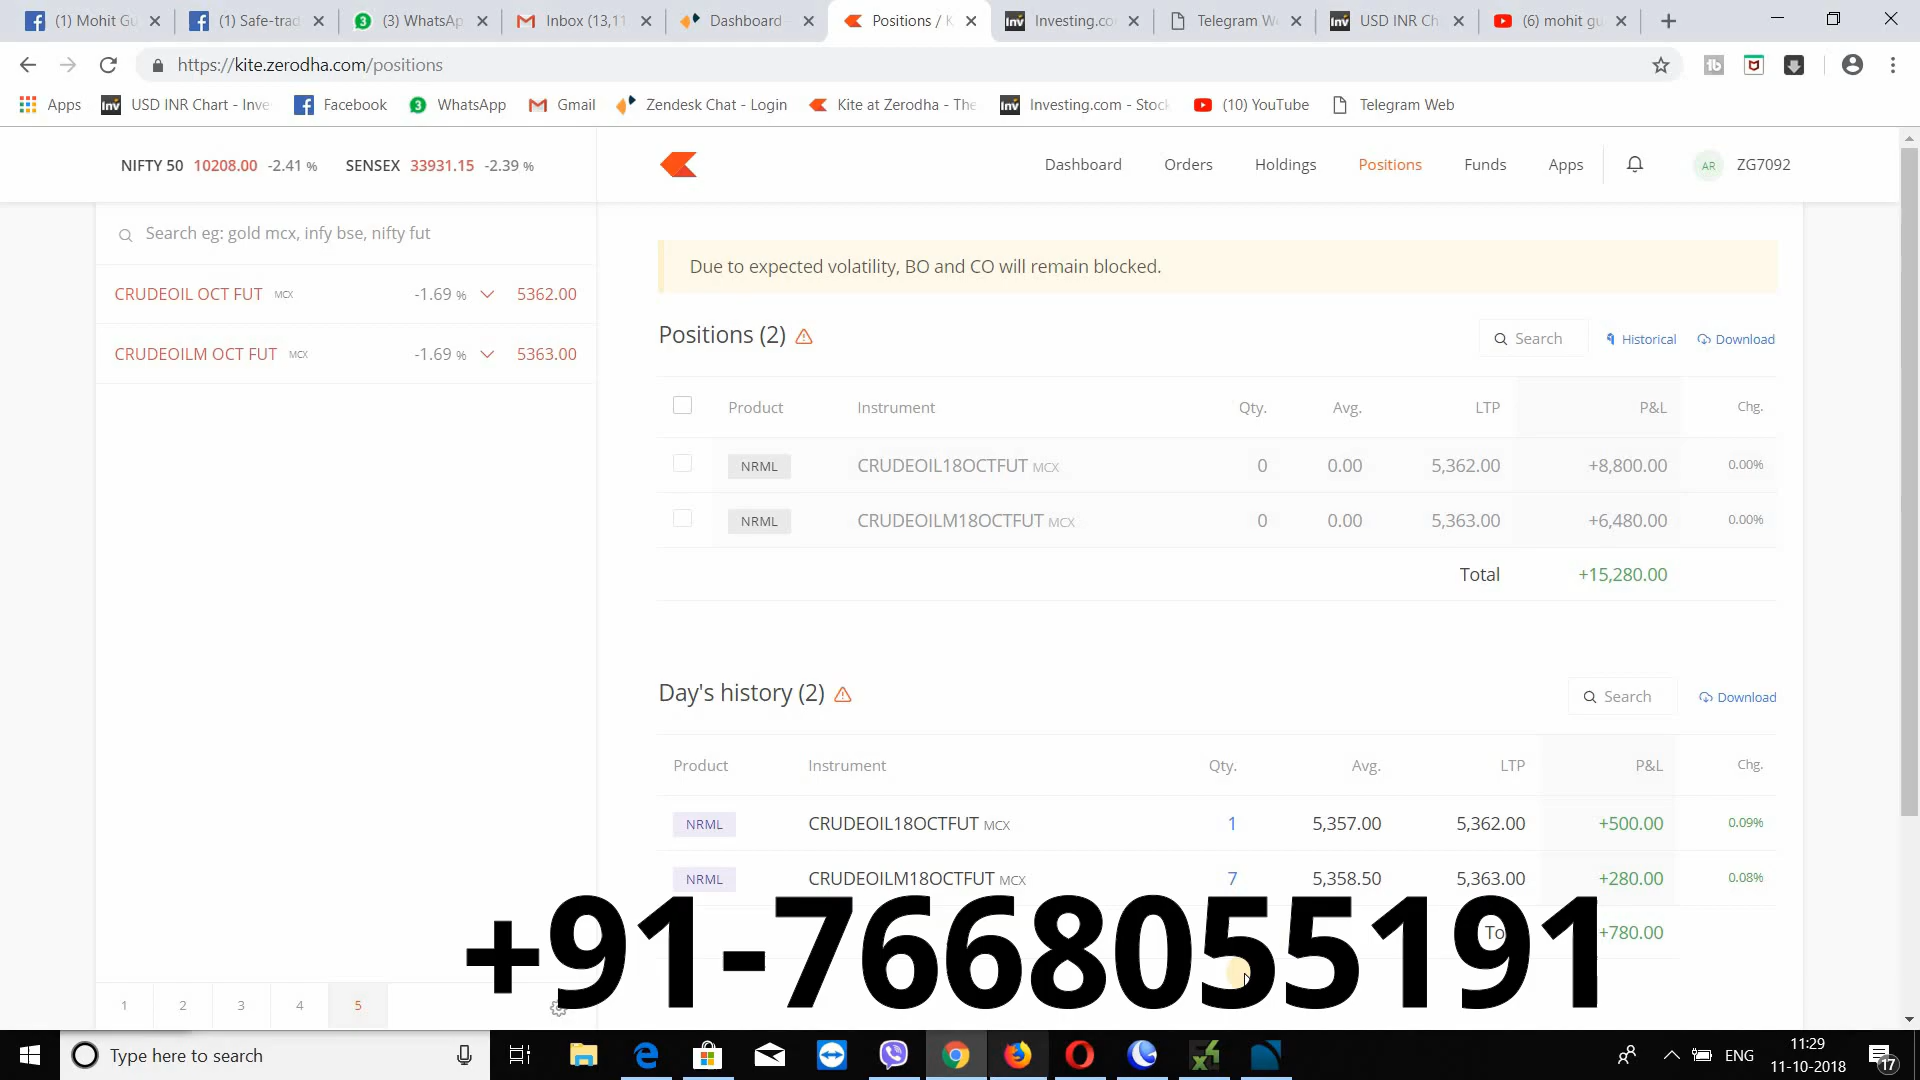 (1) Mohit Gu
(1) Safe-trad
(3) WhatsAp
Inbox (13,11
Dashboard
Positions / K
Investing.co
Telegram We
USD INR Ch
(6) mohit gu
https://kite.zerodha.com/positions
Apps
USD INR Chart - Inve
Facebook
WhatsApp
Gmail
Zendesk Chat - Login
Kite at Zerodha - The
Investing.com - Stock
(10) YouTube
Telegram Web
NIFTY 50 10208.00 -2.41 %
SENSEX 33931.15 -2.39 %
Dashboard
Orders
Holdings
Positions
Funds
Apps
AR
ZG7092
Search eg: gold mcx, infy bse, nifty fut
CRUDEOIL OCT FUT MCX -1.69 % 5362.00
CRUDEOILM OCT FUT MCX -1.69 % 5363.00
1 2 3 4 5
Due to expected volatility, BO and CO will remain blocked.
Positions (2)
Search
Historical
Download
Product Instrument Qty. Avg. LTP P&L Chg.
NRML CRUDEOIL18OCTFUT MCX 0 0.00 5,362.00 +8,800.00 0.00%
NRML CRUDEOILM18OCTFUT MCX 0 0.00 5,363.00 +6,480.00 0.00%
Total +15,280.00
Day's history (2)
Search
Download
Product Instrument Qty. Avg. LTP P&L Chg.
NRML CRUDEOIL18OCTFUT MCX 1 5,357.00 5,362.00 +500.00 0.09%
NRML CRUDEOILM18OCTFUT MCX 7 5,358.50 5,363.00 +280.00 0.08%
+780.00
+91-7668055191
Type here to search
ENG
11:29
11-10-2018
17